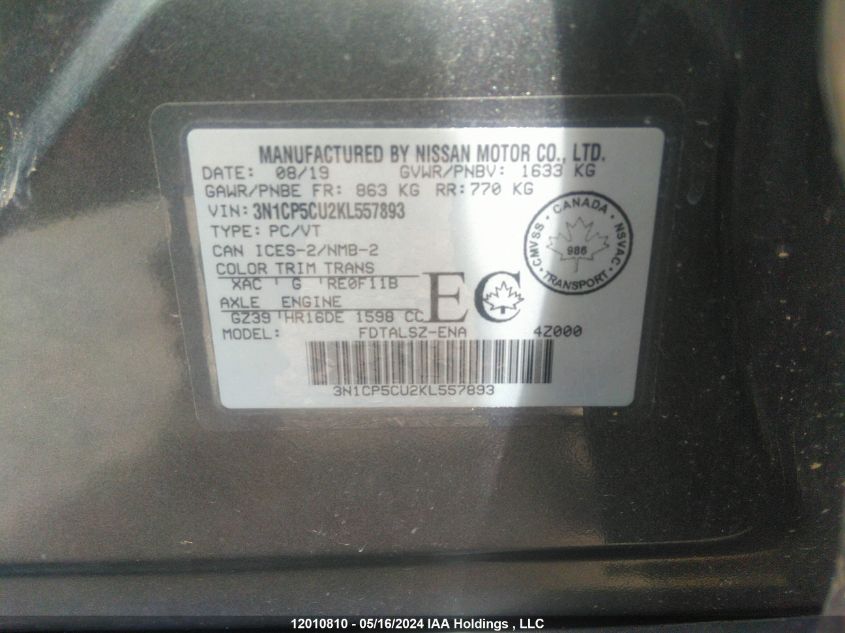 MANUFACTURED BY NISSAN MOTOR CO., LTD.
DATE: 08/19 GVWR/PNBV: 1633 KG
GAWR/PNBE FR: 863 KG RR: 770 KG
VIN: 3N1CP5CU2KL557893
TYPE: PC/VT
CAN ICES-2/NMB-2
COLOR TRIM TRANS
XAC G RE0F11B
AXLE ENGINE
GZ39 HR16DE 1598 CC
EC
CANADA
CMVSS NSVAC
986
TRANSPORT
MODEL: FDTALSZ-ENA 4Z000
3N1CP5CU2KL557893
12010810 - 05/16/2024 IAA Holdings , LLC